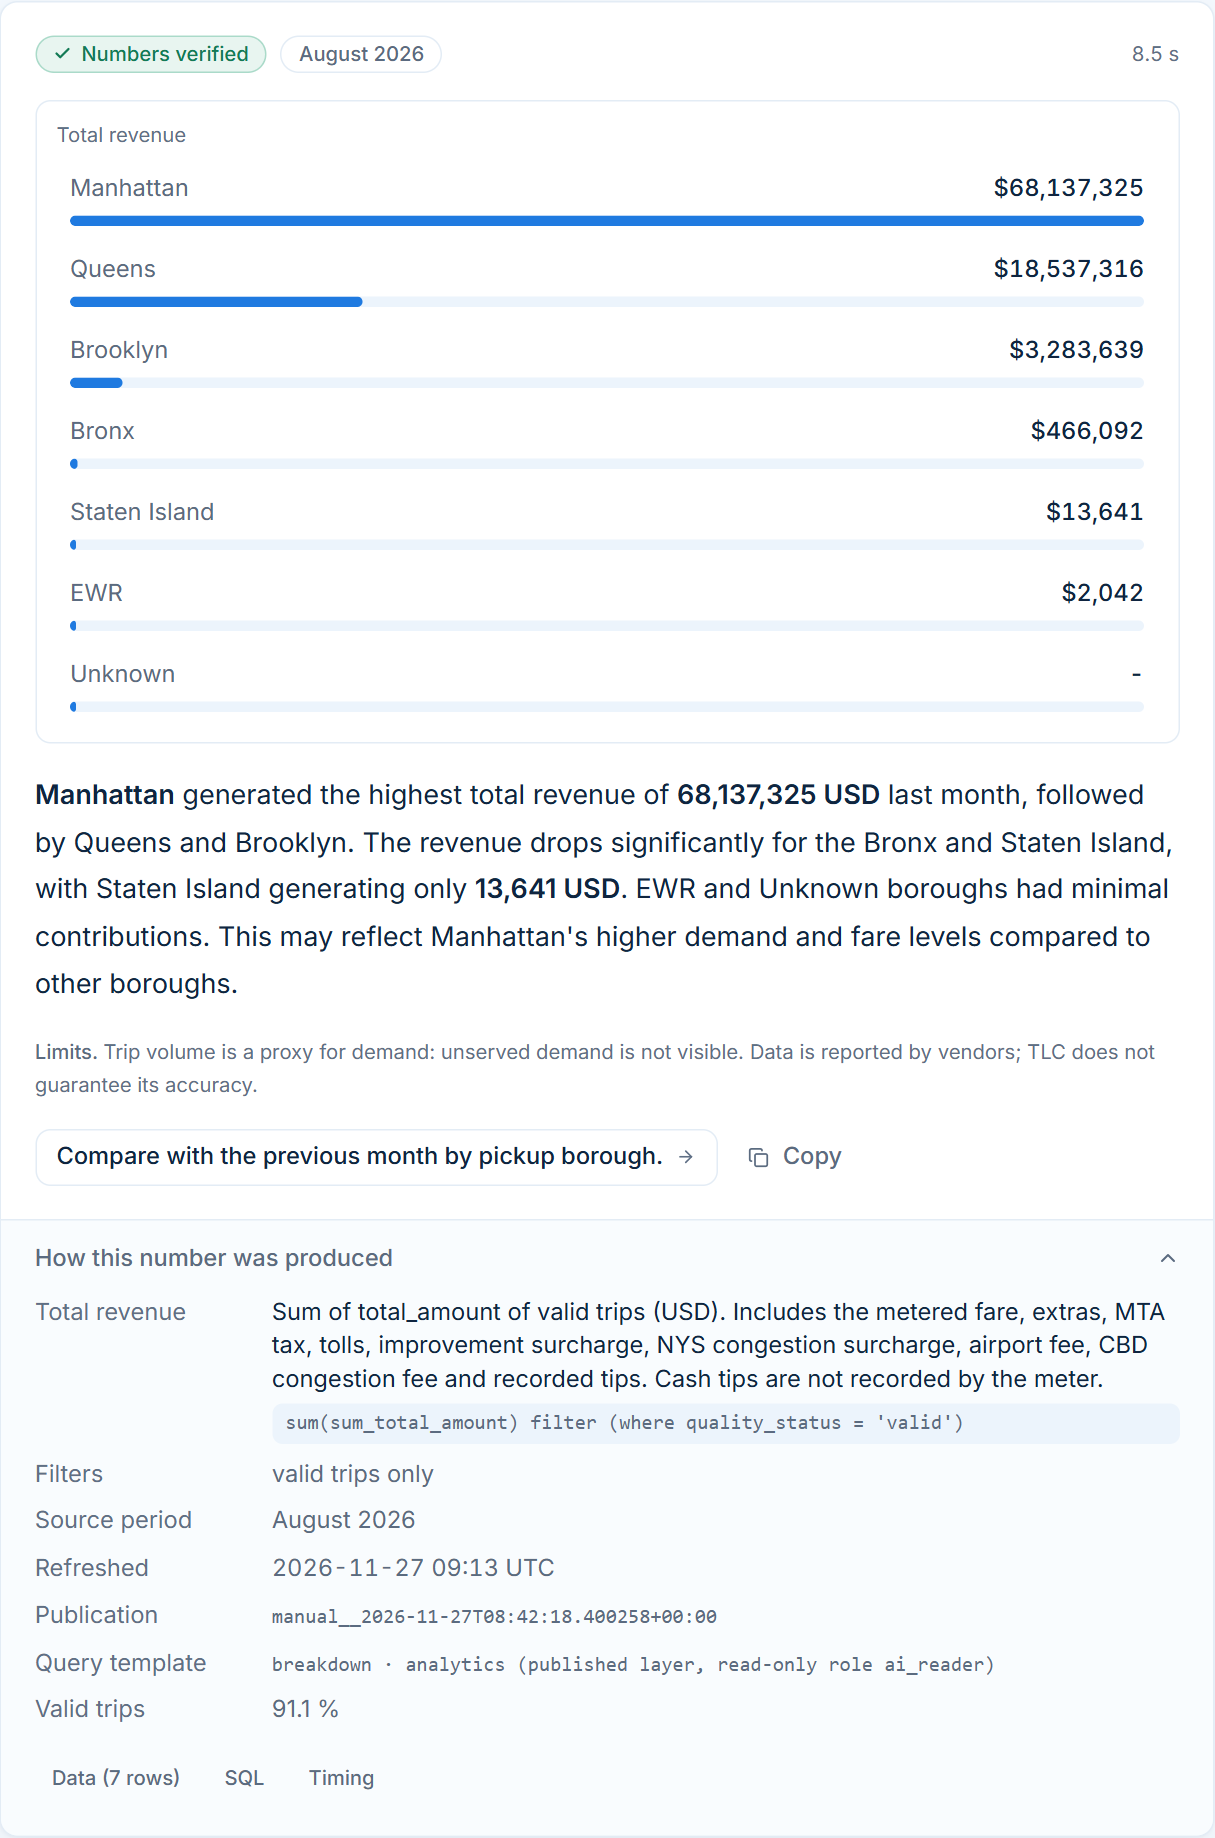 Numbers verified
August 2026
8.5 s
Total revenue
Manhattan $68,137,325
Queens $18,537,316
Brooklyn $3,283,639
Bronx $466,092
Staten Island $13,641
EWR $2,042
Unknown -
Manhattan generated the highest total revenue of 68,137,325 USD last month, followed
by Queens and Brooklyn. The revenue drops significantly for the Bronx and Staten Island,
with Staten Island generating only 13,641 USD. EWR and Unknown boroughs had minimal
contributions. This may reflect Manhattan's higher demand and fare levels compared to
other boroughs.
Limits. Trip volume is a proxy for demand: unserved demand is not visible. Data is reported by vendors; TLC does not
guarantee its accuracy.
Compare with the previous month by pickup borough. →
Copy
How this number was produced
Total revenue Sum of total_amount of valid trips (USD). Includes the metered fare, extras, MTA
tax, tolls, improvement surcharge, NYS congestion surcharge, airport fee, CBD
congestion fee and recorded tips. Cash tips are not recorded by the meter.
sum(sum_total_amount) filter (where quality_status = 'valid')
Filters valid trips only
Source period August 2026
Refreshed 2026-11-27 09:13 UTC
Publication manual__2026-11-27T08:42:18.400258+00:00
Query template breakdown · analytics (published layer, read-only role ai_reader)
Valid trips 91.1 %
Data (7 rows) SQL Timing